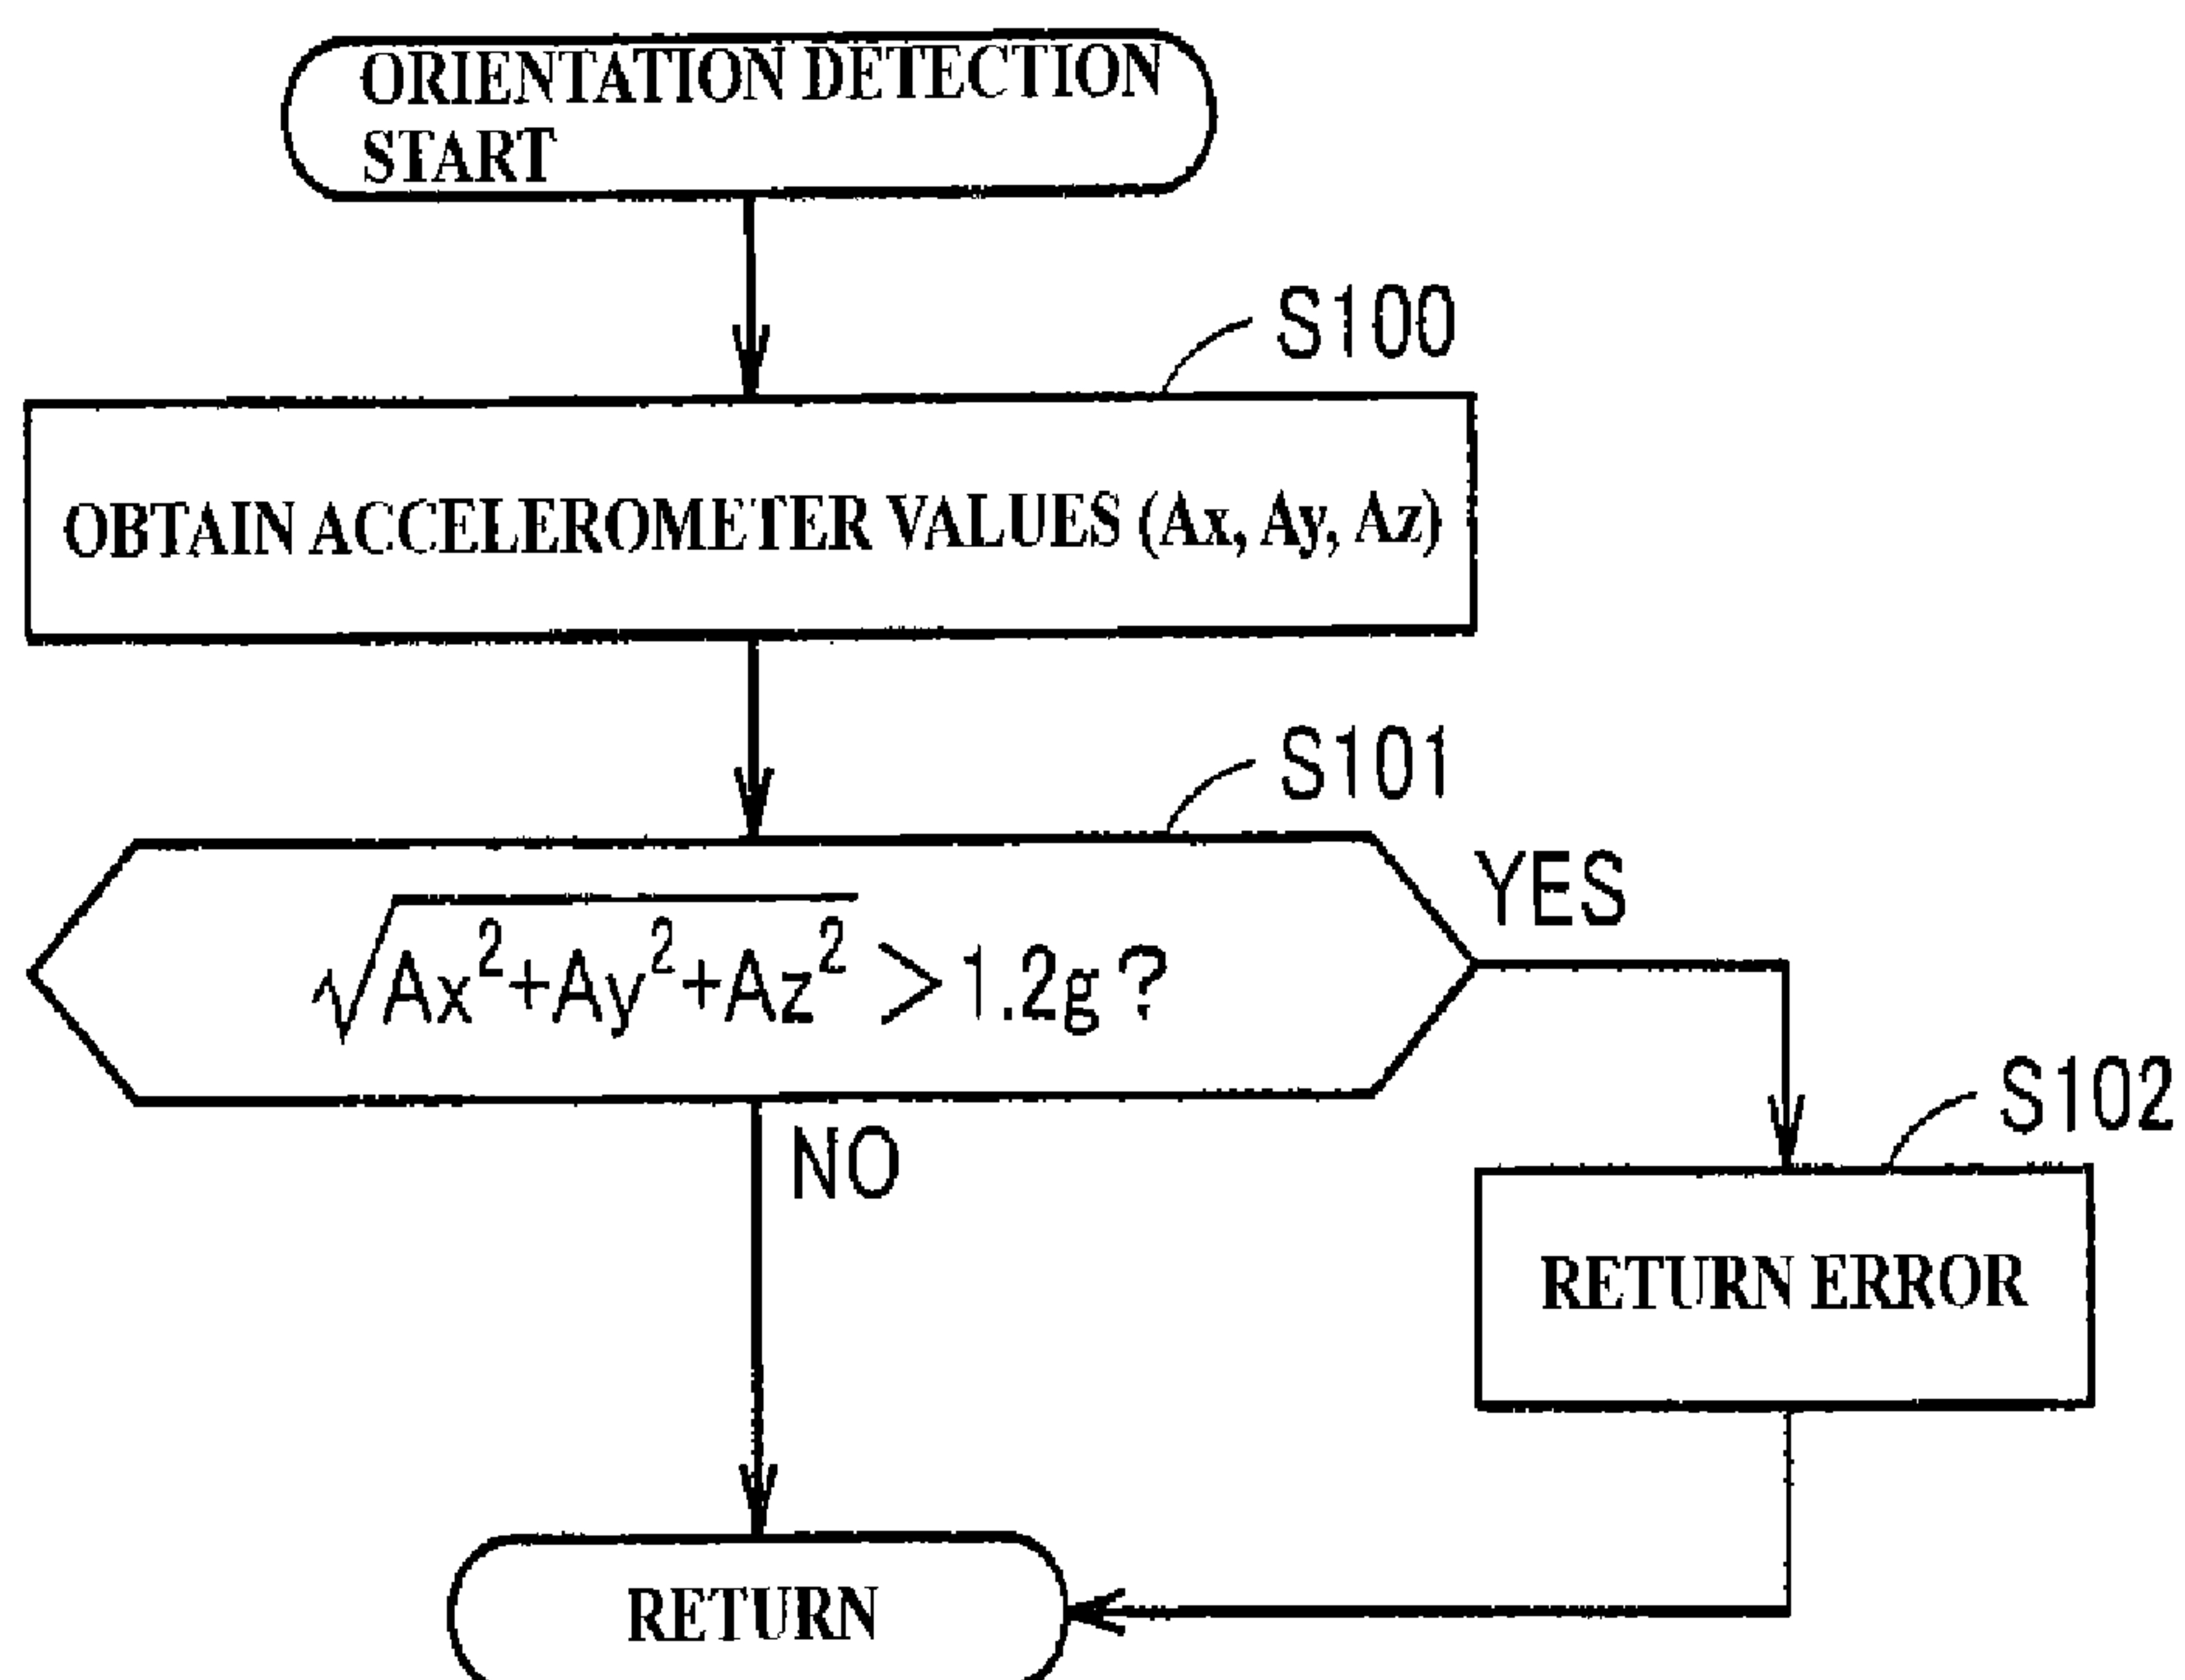 ORIENTATION DETECTION
START
S100
OBTAIN ACCELEROMETER VALUES (Ax, Ay, Az)
S101
√Ax²+Ay²+Az² > 1.2g ?
YES
NO
S102
RETURN ERROR
RETURN